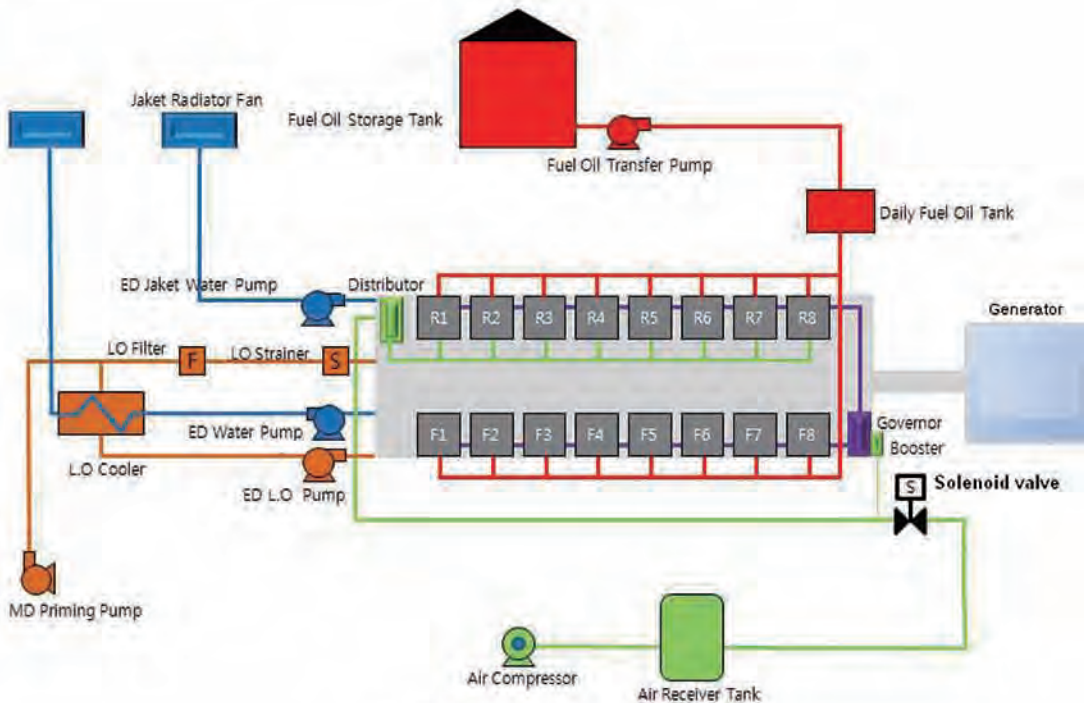 Jaket Radiator Fan
Fuel Oil Storage Tank
Fuel Oil Transfer Pump
Daily Fuel Oil Tank
ED Jaket Water Pump
Distributor
R1 R2 R3 R4 R5 R6 R7 R8
Generator
LO Filter
F
LO Strainer
S
F1 F2 F3 F4 F5 F6 F7 F8
ED Water Pump
Governor
Booster
L.O Cooler
ED L.O Pump
S
Solenoid valve
MD Priming Pump
Air Compressor
Air Receiver Tank